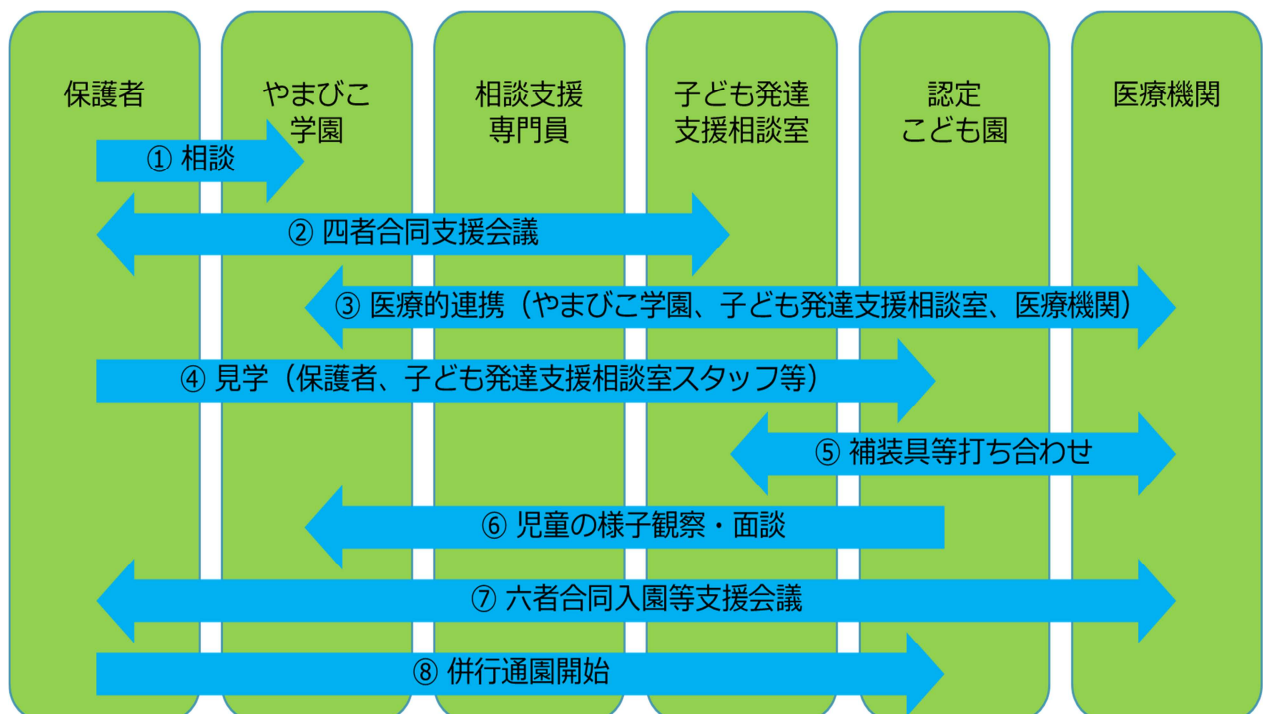 保護者
やまびこ
学園
相談支援
専門員
子ども発達
支援相談室
認定
こども園
医療機関
① 相談
② 四者合同支援会議
③ 医療的連携（やまびこ学園、子ども発達支援相談室、医療機関）
④ 見学（保護者、子ども発達支援相談室スタッフ等）
⑤ 補装具等打ち合わせ
⑥ 児童の様子観察・面談
⑦ 六者合同入園等支援会議
⑧ 併行通園開始